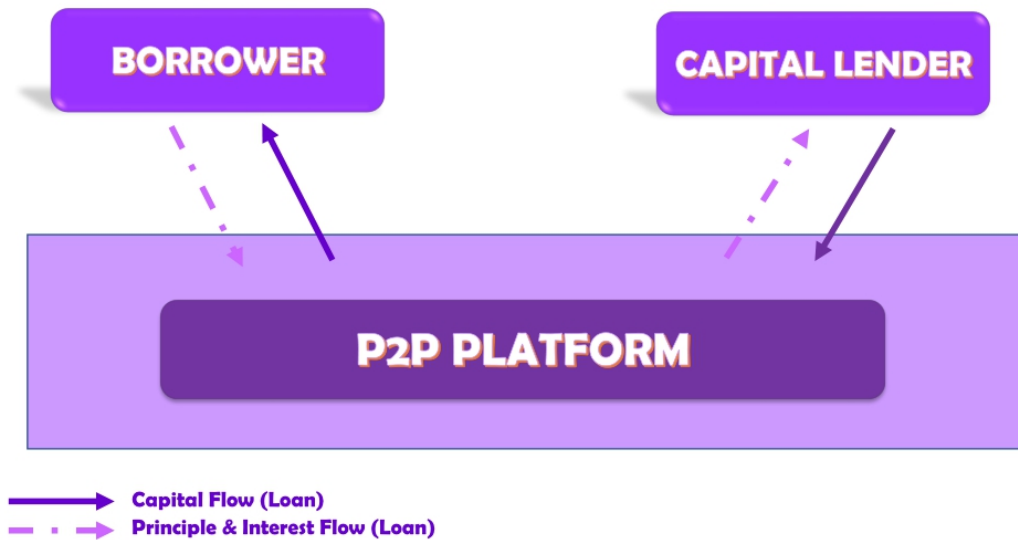 BORROWER
CAPITAL LENDER
P2P PLATFORM
Capital Flow (Loan)
Principle & Interest Flow (Loan)